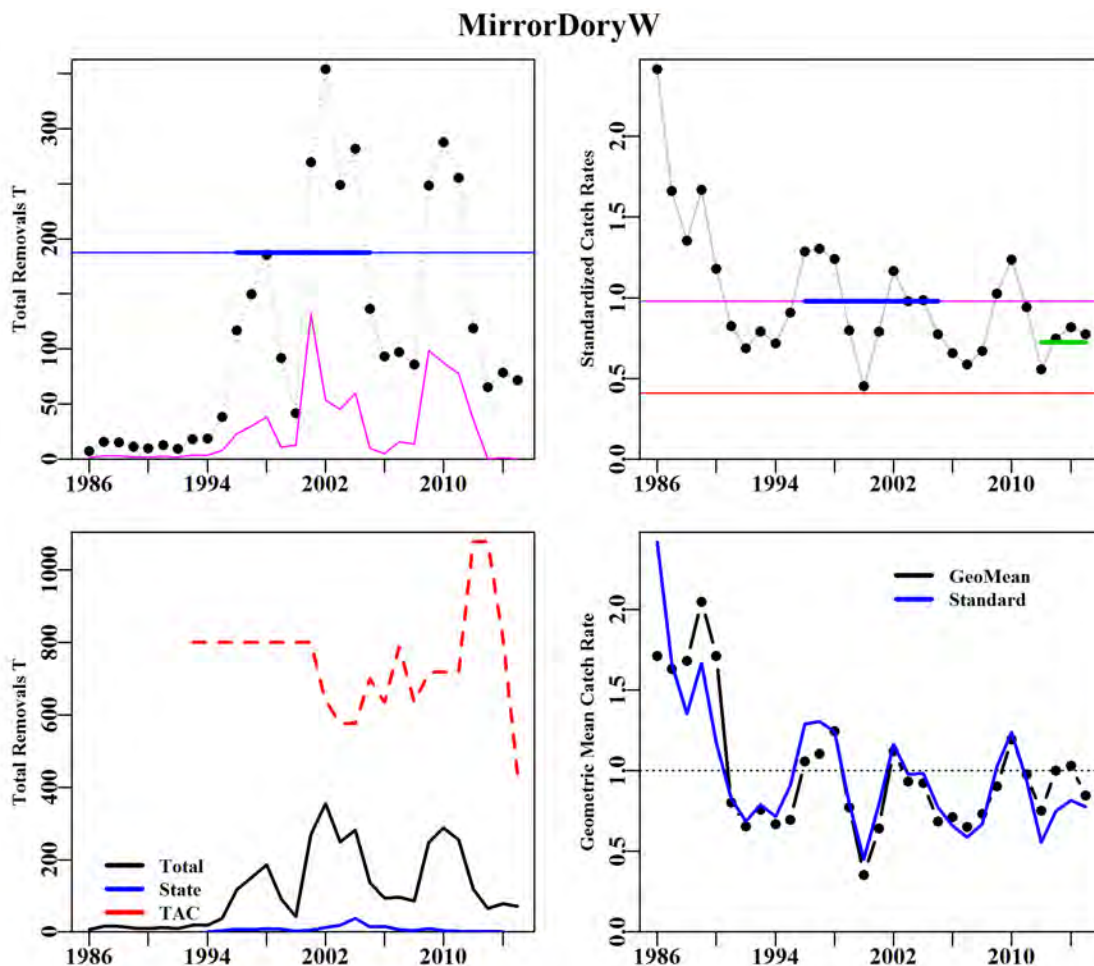 MirrorDoryW
Total Removals T
0 50 100 200 300
1986 1994 2002 2010
Standardized Catch Rates
0.0 0.5 1.0 1.5 2.0
1986 1994 2002 2010
Total Removals T
0 200 400 600 800 1000
Total
State
TAC
1986 1994 2002 2010
Geometric Mean Catch Rate
0.0 0.5 1.0 1.5 2.0
GeoMean
Standard
1986 1994 2002 2010